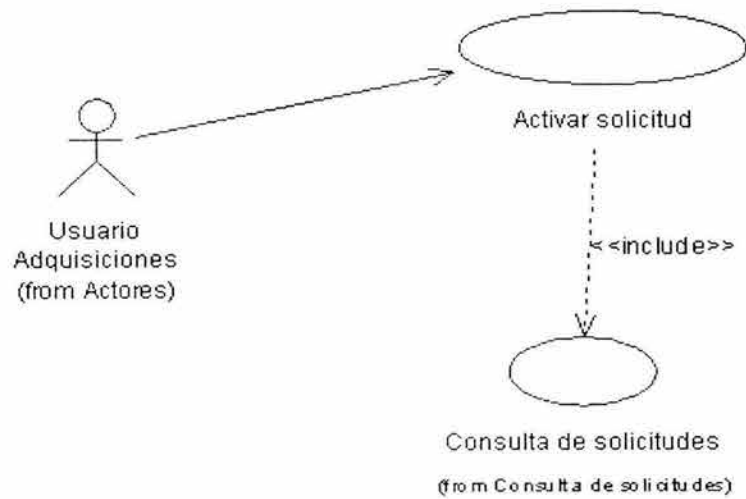 Activar solicitud
Usuario
Adquisiciones
(from Actores)
<<include>>
Consulta de solicitudes
(from Consulta de solicitudes)